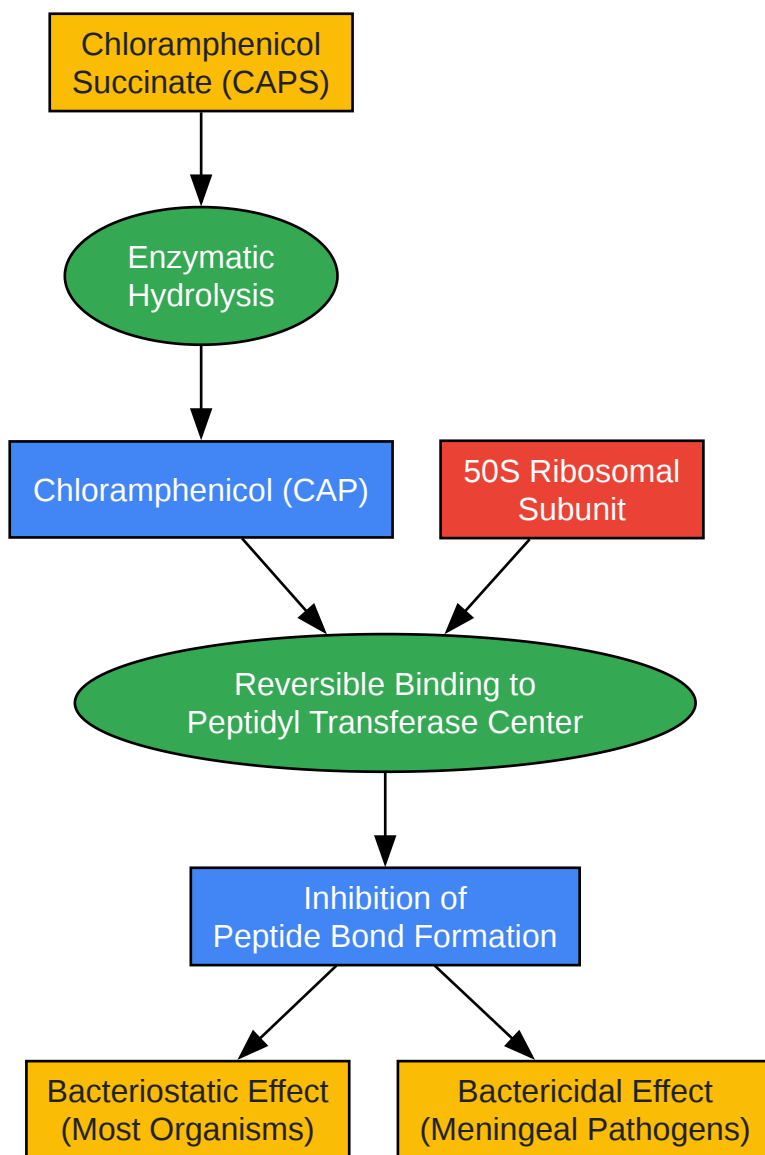 Chloramphenicol
Succinate (CAPS)
Enzymatic
Hydrolysis
Chloramphenicol (CAP)
50S Ribosomal
Subunit
Reversible Binding to
Peptidyl Transferase Center
Inhibition of
Peptide Bond Formation
Bacteriostatic Effect
(Most Organisms)
Bactericidal Effect
(Meningeal Pathogens)